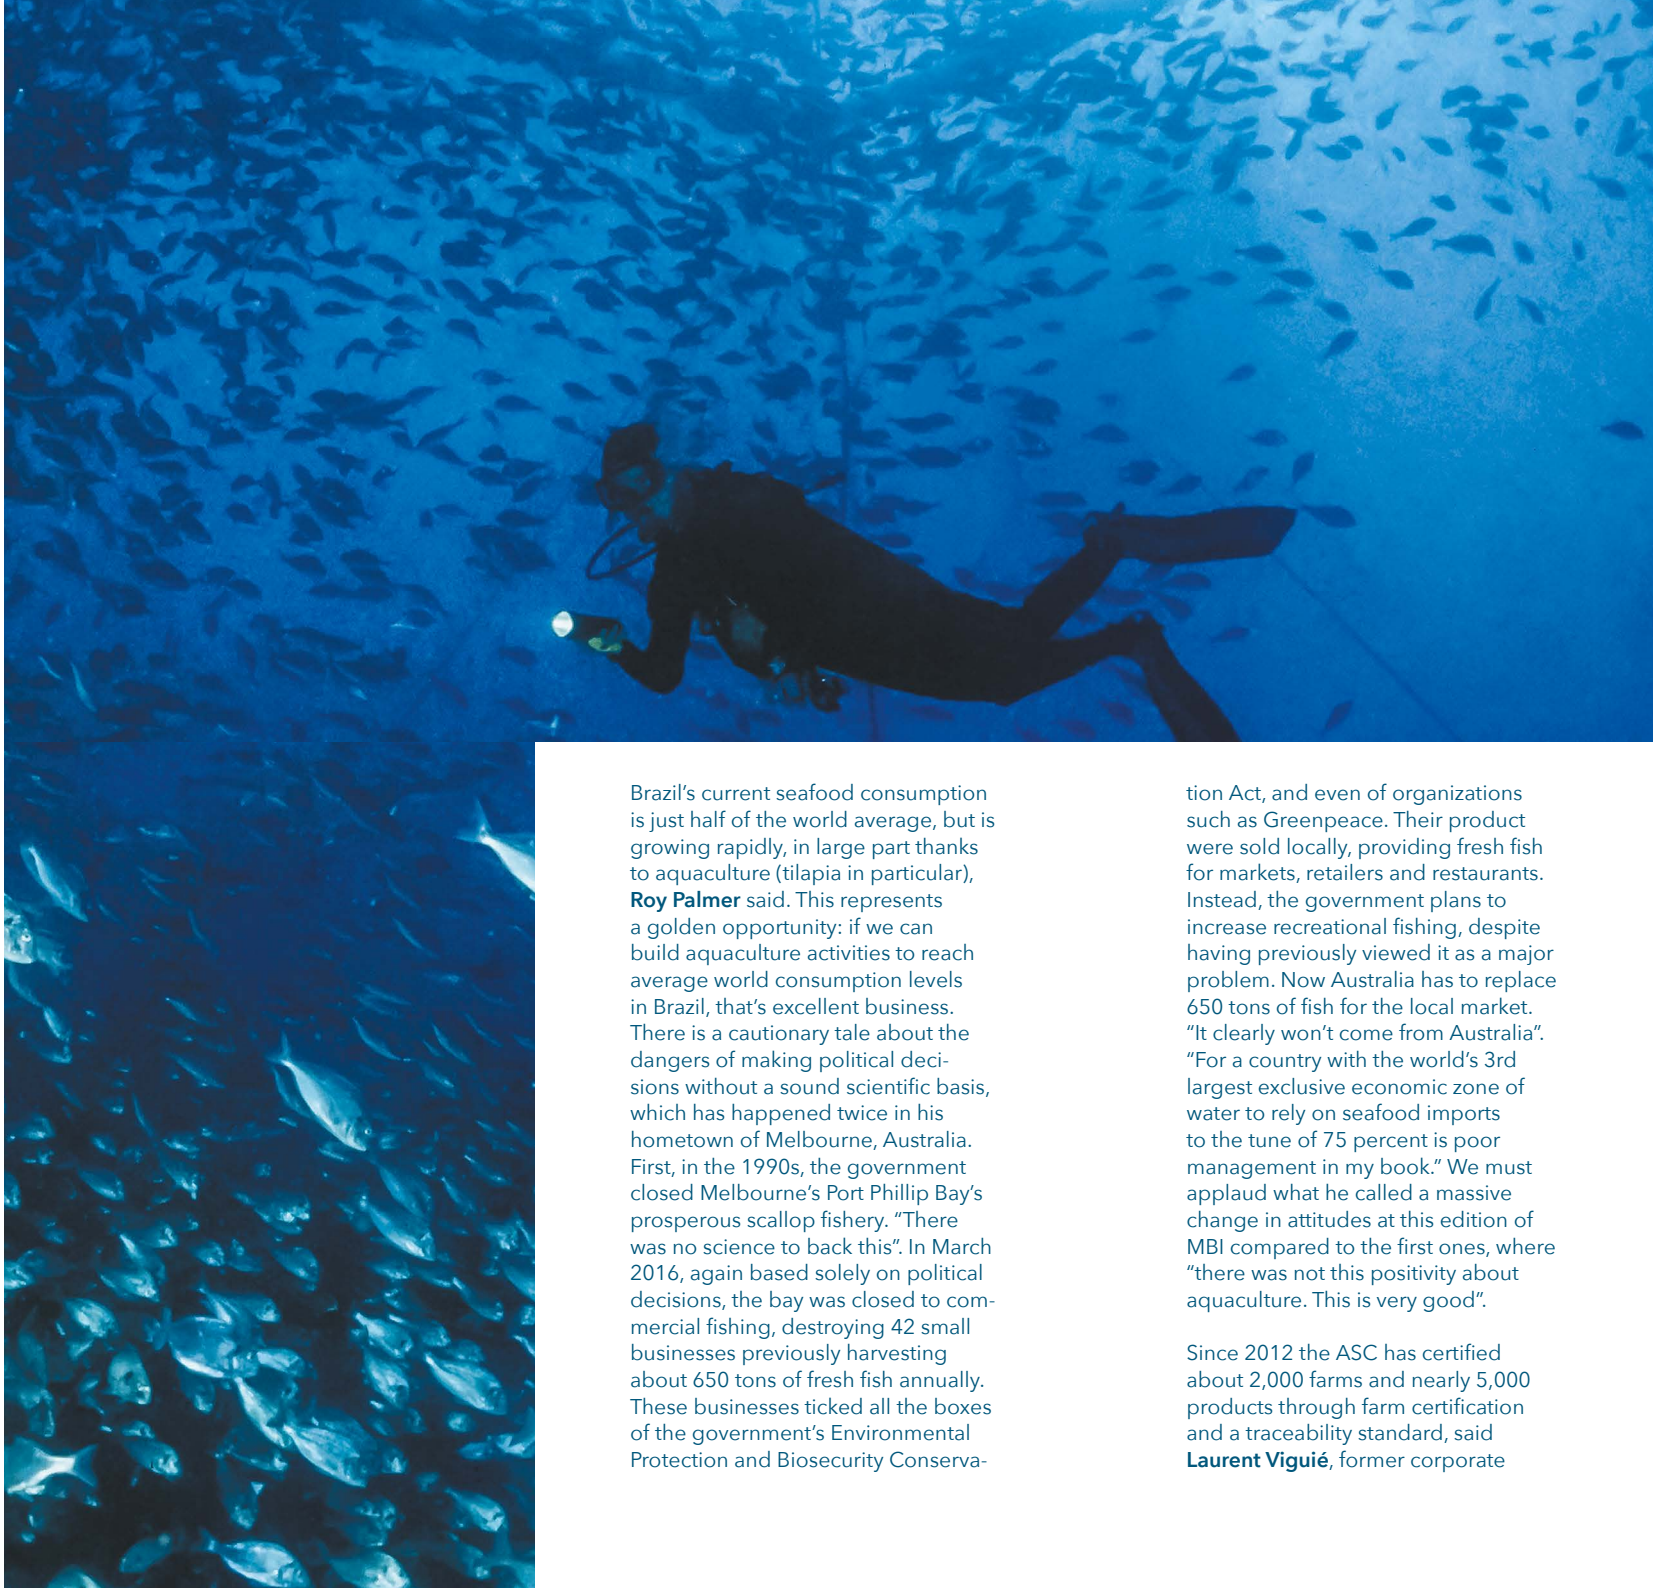 Brazil’s current seafood consumption
is just half of the world average, but is
growing rapidly, in large part thanks
to aquaculture (tilapia in particular),
Roy Palmer said. This represents
a golden opportunity: if we can
build aquaculture activities to reach
average world consumption levels
in Brazil, that’s excellent business.
There is a cautionary tale about the
dangers of making political deci-
sions without a sound scientific basis,
which has happened twice in his
hometown of Melbourne, Australia.
First, in the 1990s, the government
closed Melbourne’s Port Phillip Bay’s
prosperous scallop fishery. “There
was no science to back this”. In March
2016, again based solely on political
decisions, the bay was closed to com-
mercial fishing, destroying 42 small
businesses previously harvesting
about 650 tons of fresh fish annually.
These businesses ticked all the boxes
of the government’s Environmental
Protection and Biosecurity Conserva-
tion Act, and even of organizations
such as Greenpeace. Their product
were sold locally, providing fresh fish
for markets, retailers and restaurants.
Instead, the government plans to
increase recreational fishing, despite
having previously viewed it as a major
problem. Now Australia has to replace
650 tons of fish for the local market.
“It clearly won’t come from Australia”.
“For a country with the world’s 3rd
largest exclusive economic zone of
water to rely on seafood imports
to the tune of 75 percent is poor
management in my book.” We must
applaud what he called a massive
change in attitudes at this edition of
MBI compared to the first ones, where
“there was not this positivity about
aquaculture. This is very good”.
Since 2012 the ASC has certified
about 2,000 farms and nearly 5,000
products through farm certification
and a traceability standard, said
Laurent Viguié, former corporate